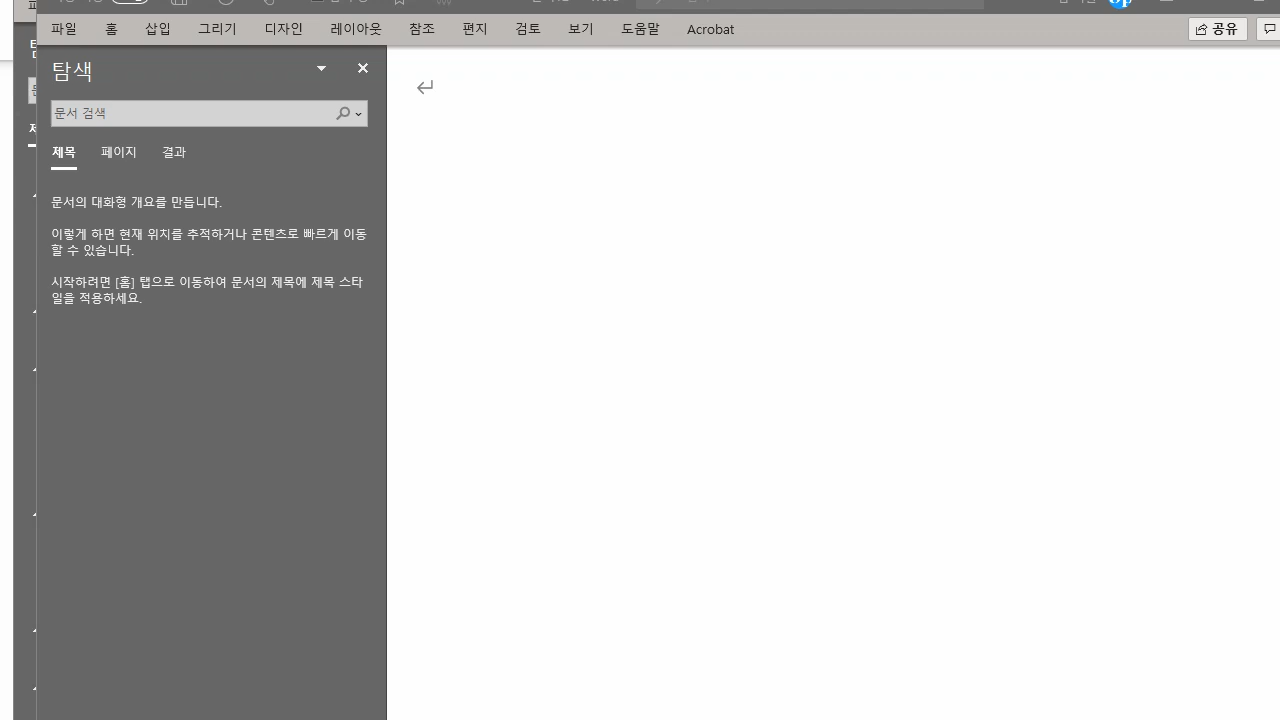 파일 홈 삽입 그리기 디자인 레이아웃 참조 편지 검토 보기 도움말 Acrobat 공유
탐색
문서 검색
제목 페이지 결과
문서의 대화형 개요를 만듭니다.
이렇게 하면 현재 위치를 추적하거나 콘텐츠로 빠르게 이동
할 수 있습니다.
시작하려면 [홈] 탭으로 이동하여 문서의 제목에 제목 스타
일을 적용하세요.